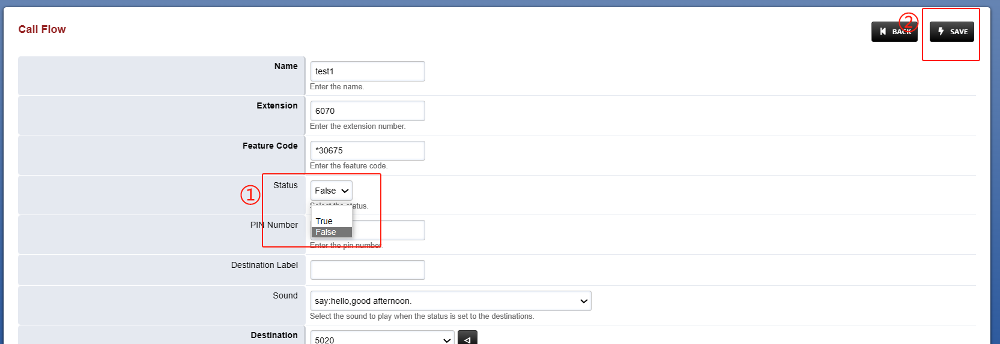 Call Flow
②
BACK
SAVE
Name
test1
Enter the name.
Extension
6070
Enter the extension number.
Feature Code
*30675
Enter the feature code.
①
Status
False
Select the status.
True
False
PIN Number
Enter the pin number.
Destination Label
Sound
say:hello,good afternoon.
Select the sound to play when the status is set to the destinations.
Destination
5020